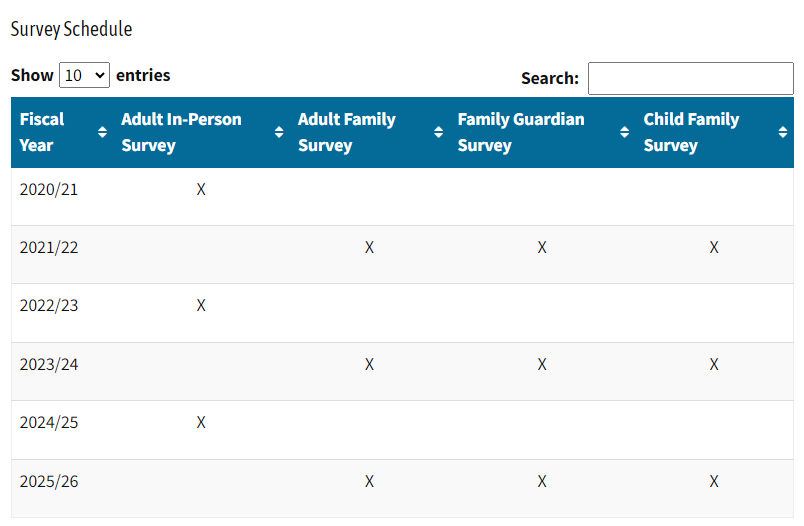 Survey Schedule
Show 10 entries Search:
Fiscal Year Adult In-Person Survey Adult Family Survey Family Guardian Survey Child Family Survey
2020/21 X
2021/22 X X X
2022/23 X
2023/24 X X X
2024/25 X
2025/26 X X X